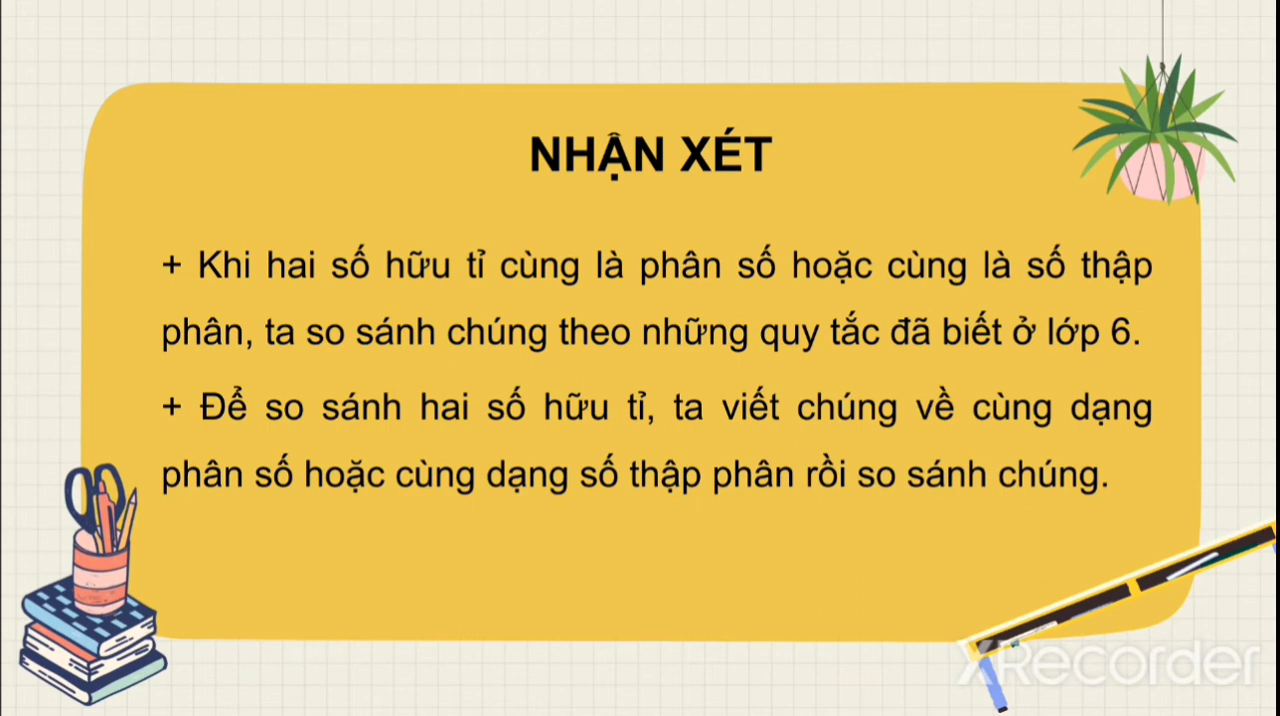 NHẬN XÉT
+ Khi hai số hữu tỉ cùng là phân số hoặc cùng là số thập
phân, ta so sánh chúng theo những quy tắc đã biết ở lớp 6.
+ Để so sánh hai số hữu tỉ, ta viết chúng về cùng dạng
phân số hoặc cùng dạng số thập phân rồi so sánh chúng.
XRecorder